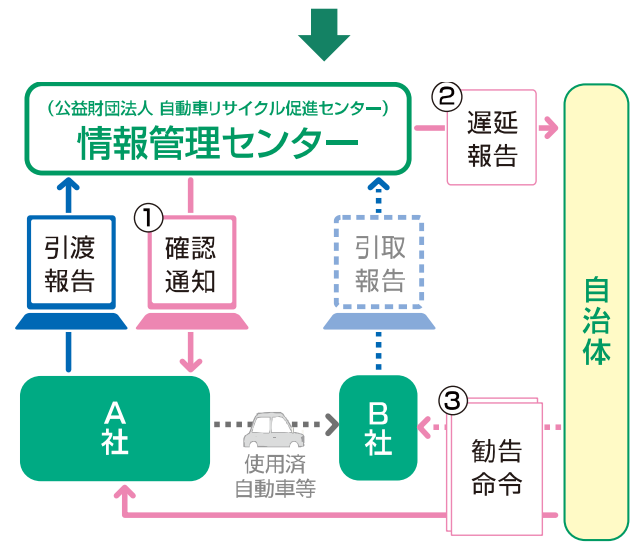 （公益財団法人 自動車リサイクル促進センター）
情報管理センター
②
遅延
報告
①
引渡
報告
確認
通知
引取
報告
自治体
A
社
使用済
自動車等
B
社
③
勧告
命令